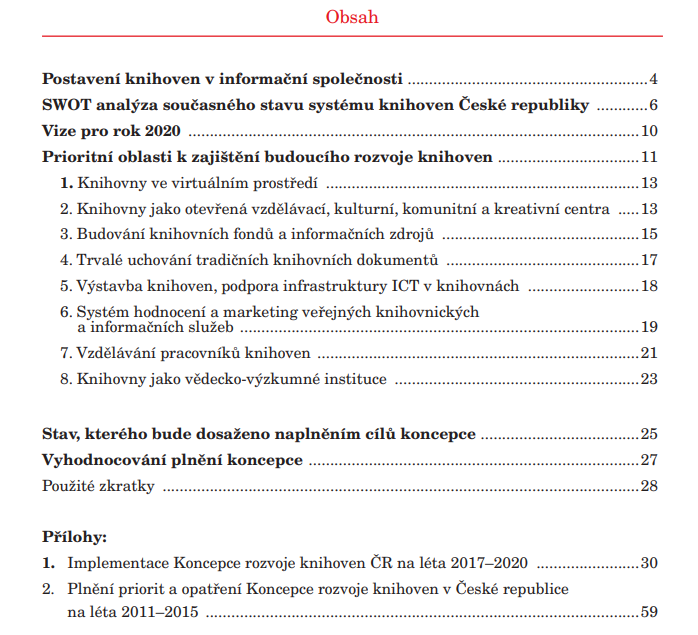 Obsah
Postavení knihoven v informační společnosti ........................................................ 4
SWOT analýza současného stavu systému knihoven České republiky ............ 6
Vize pro rok 2020 ........................................................................................................ 10
Prioritní oblasti k zajištění budoucího rozvoje knihoven ................................. 11
1. Knihovny ve virtuálním prostředí ....................................................................... 13
2. Knihovny jako otevřená vzdělávací, kulturní, komunitní a kreativní centra ..... 13
3. Budování knihovních fondů a informačních zdrojů ............................................. 15
4. Trvalé uchování tradičních knihovních dokumentů ............................................. 17
5. Výstavba knihoven, podpora infrastruktury ICT v knihovnách .......................... 18
6. Systém hodnocení a marketing veřejných knihovnických
a informačních služeb ........................................................................................... 19
7. Vzdělávání pracovníků knihoven ......................................................................... 21
8. Knihovny jako vědecko-výzkumné instituce ........................................................ 23
Stav, kterého bude dosaženo naplněním cílů koncepce ..................................... 25
Vyhodnocování plnění koncepce ............................................................................. 27
Použité zkratky .............................................................................................................. 28
Přílohy:
1. Implementace Koncepce rozvoje knihoven ČR na léta 2017–2020 ....................... 30
2. Plnění priorit a opatření Koncepce rozvoje knihoven v České republice
na léta 2011–2015 .................................................................................................... 59